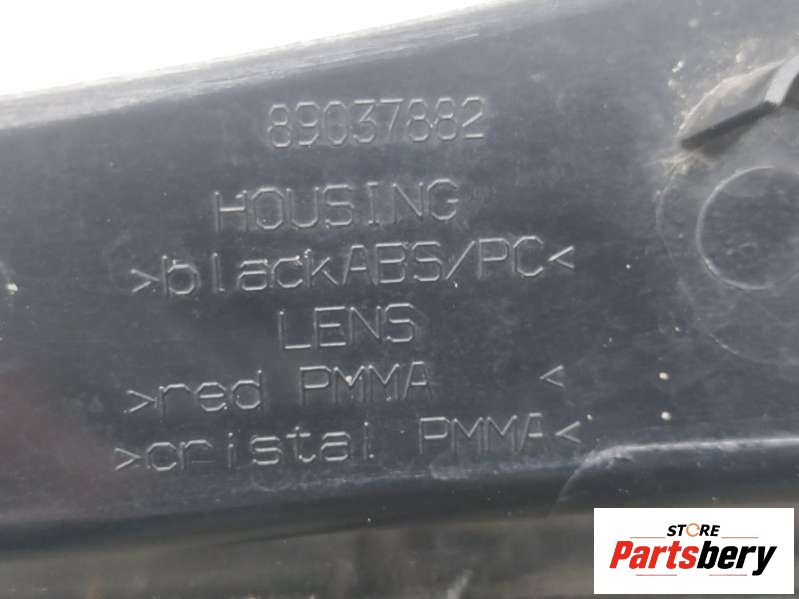 89037882
HOUSING
>blackABS/PC<
LENS
>red PMMA <
>cristal PMMA<
STORE
Partsbery